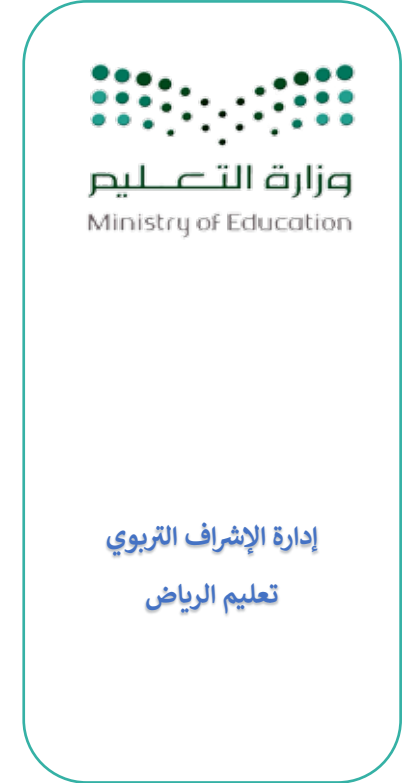 وزارة التعليم
Ministry of Education
إدارة الإشراف التربوي
تعليم الرياض